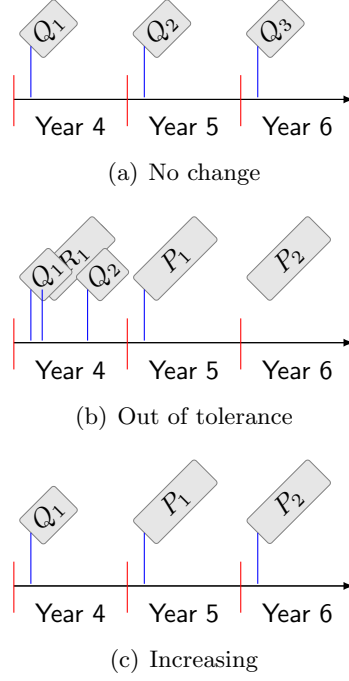 Q1 Q2 Q3
Year 4 Year 5 Year 6
(a) No change
Q1 R1 Q2 P1 P2
Year 4 Year 5 Year 6
(b) Out of tolerance
Q1 P1 P2
Year 4 Year 5 Year 6
(c) Increasing